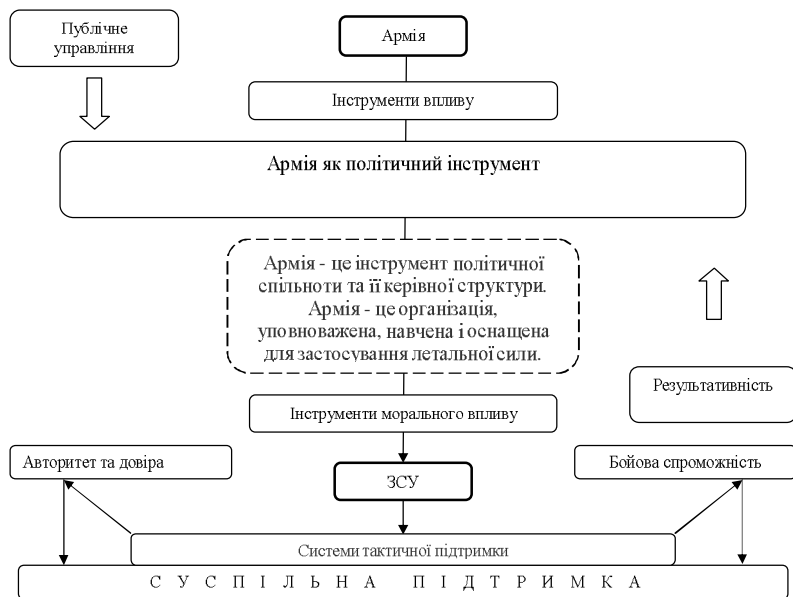 Публічне
управління
Армія
Інструменти впливу
Армія як політичний інструмент
Армія - це інструмент політичної
спільноти та її керівної структури.
Армія - це організація,
уповноважена, навчена і оснащена
для застосування летальної сили.
Результативність
Інструменти морального впливу
Авторитет та довіра
ЗСУ
Бойова спроможність
Системи тактичної підтримки
С У С П І Л Ь Н А П І Д Т Р И М К А